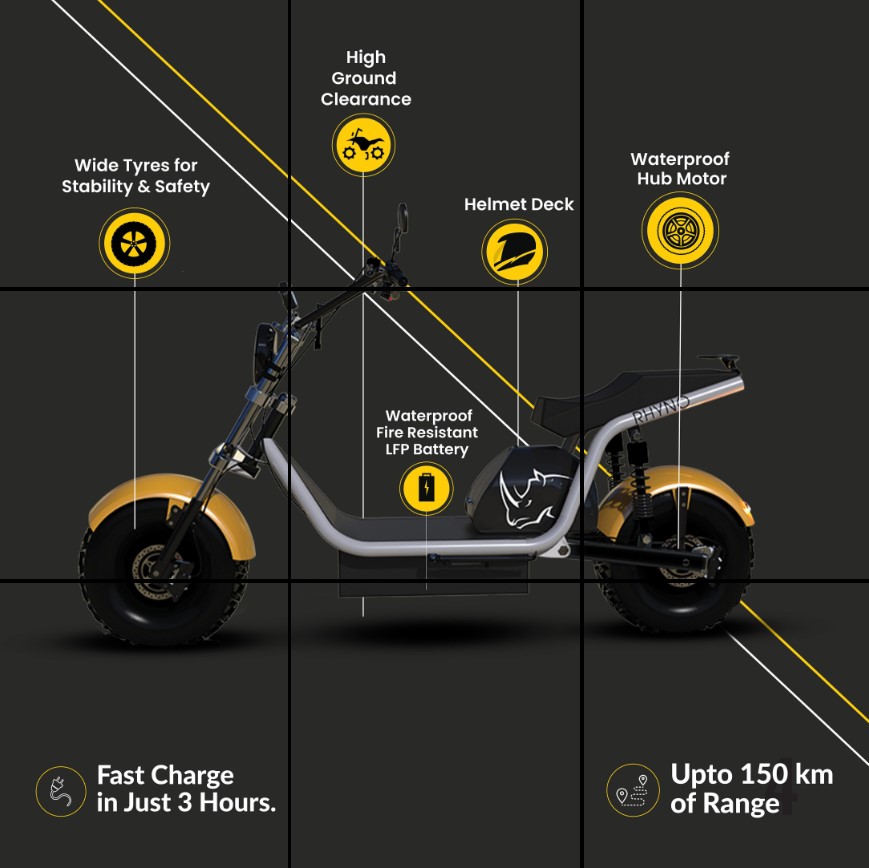 High
Ground
Clearance
Wide Tyres for
Stability & Safety
Waterproof
Hub Motor
Helmet Deck
RHYNO
Waterproof
Fire Resistant
LFP Battery
Fast Charge
in Just 3 Hours.
Upto 150 km
of Range
4